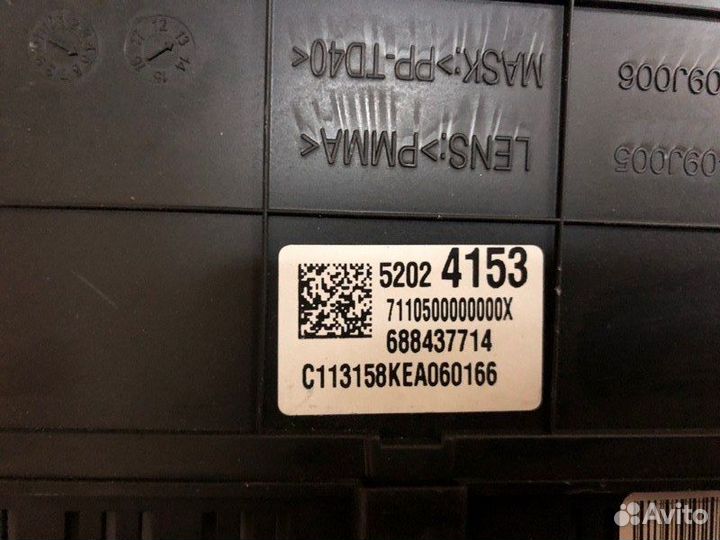 MASK:>PP-TD40<
LENS:>PMMA<
09J006
09J005
5202 4153
7110500000000X
688437714
C113158KEA060166
Avito